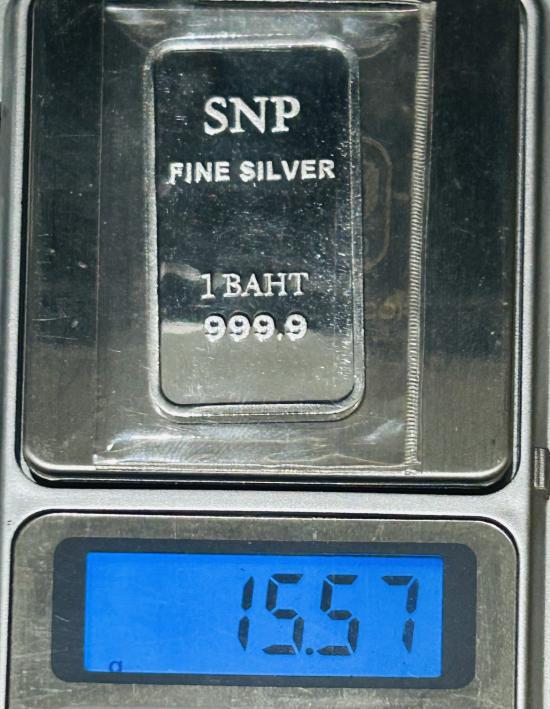 SNP
FINE SILVER
1 BAHT
999.9
15.57
g